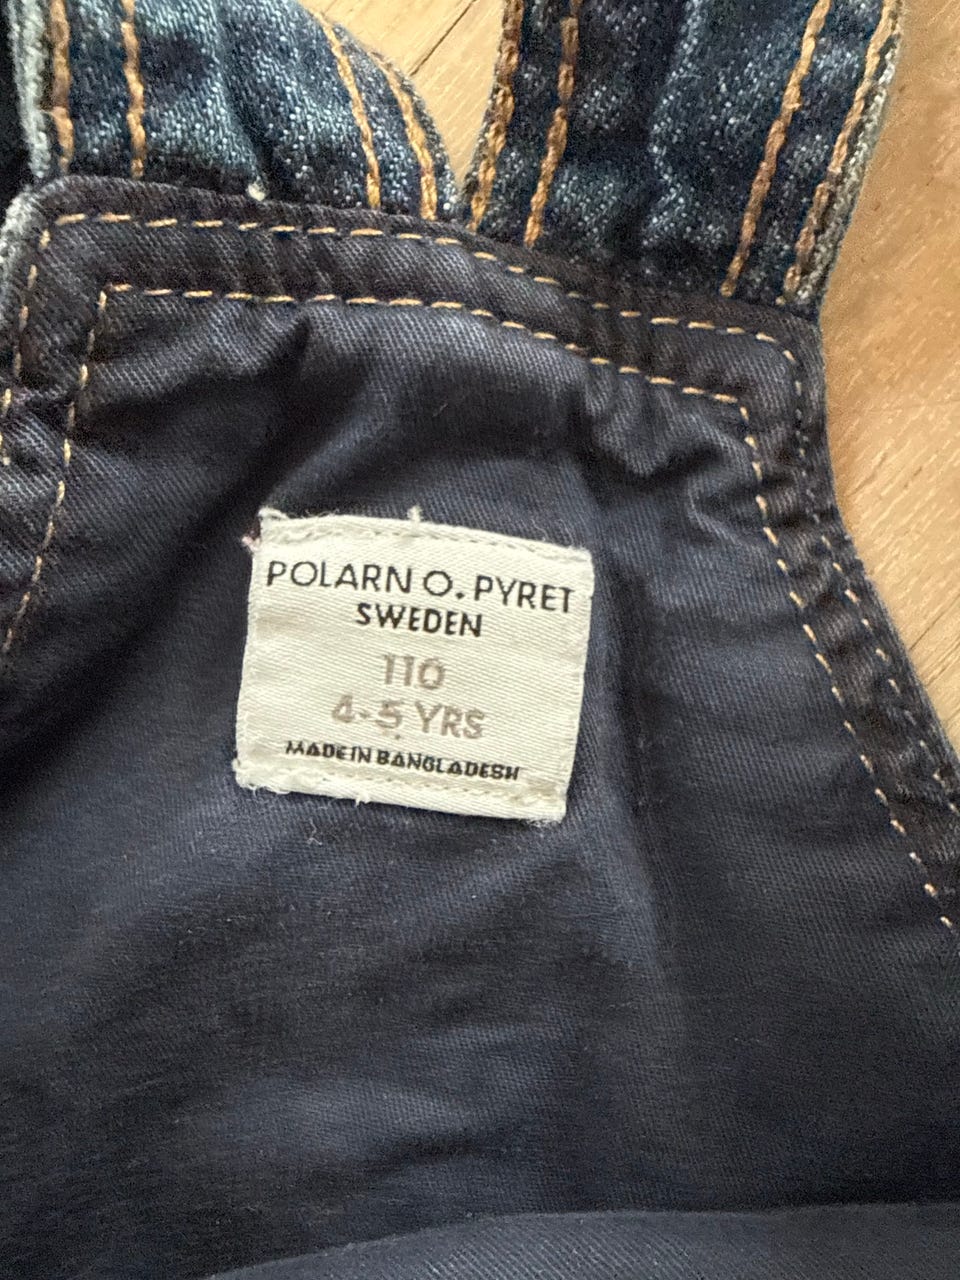 POLARN O. PYRET
SWEDEN
110
4-5 YRS
MADE IN BANGLADESH